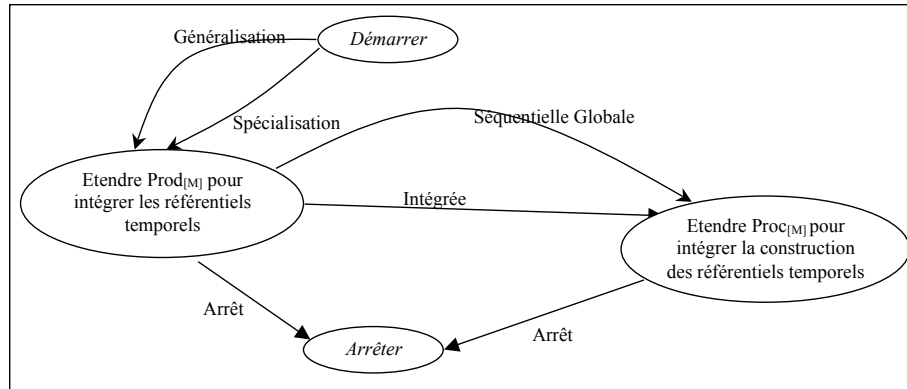 Généralisation
Démarrer
Spécialisation
Séquentielle Globale
Etendre Prod[M] pour
intégrer les référentiels
temporels
Intégrée
Etendre Proc[M] pour
intégrer la construction
des référentiels temporels
Arrêt
Arrêt
Arrêter